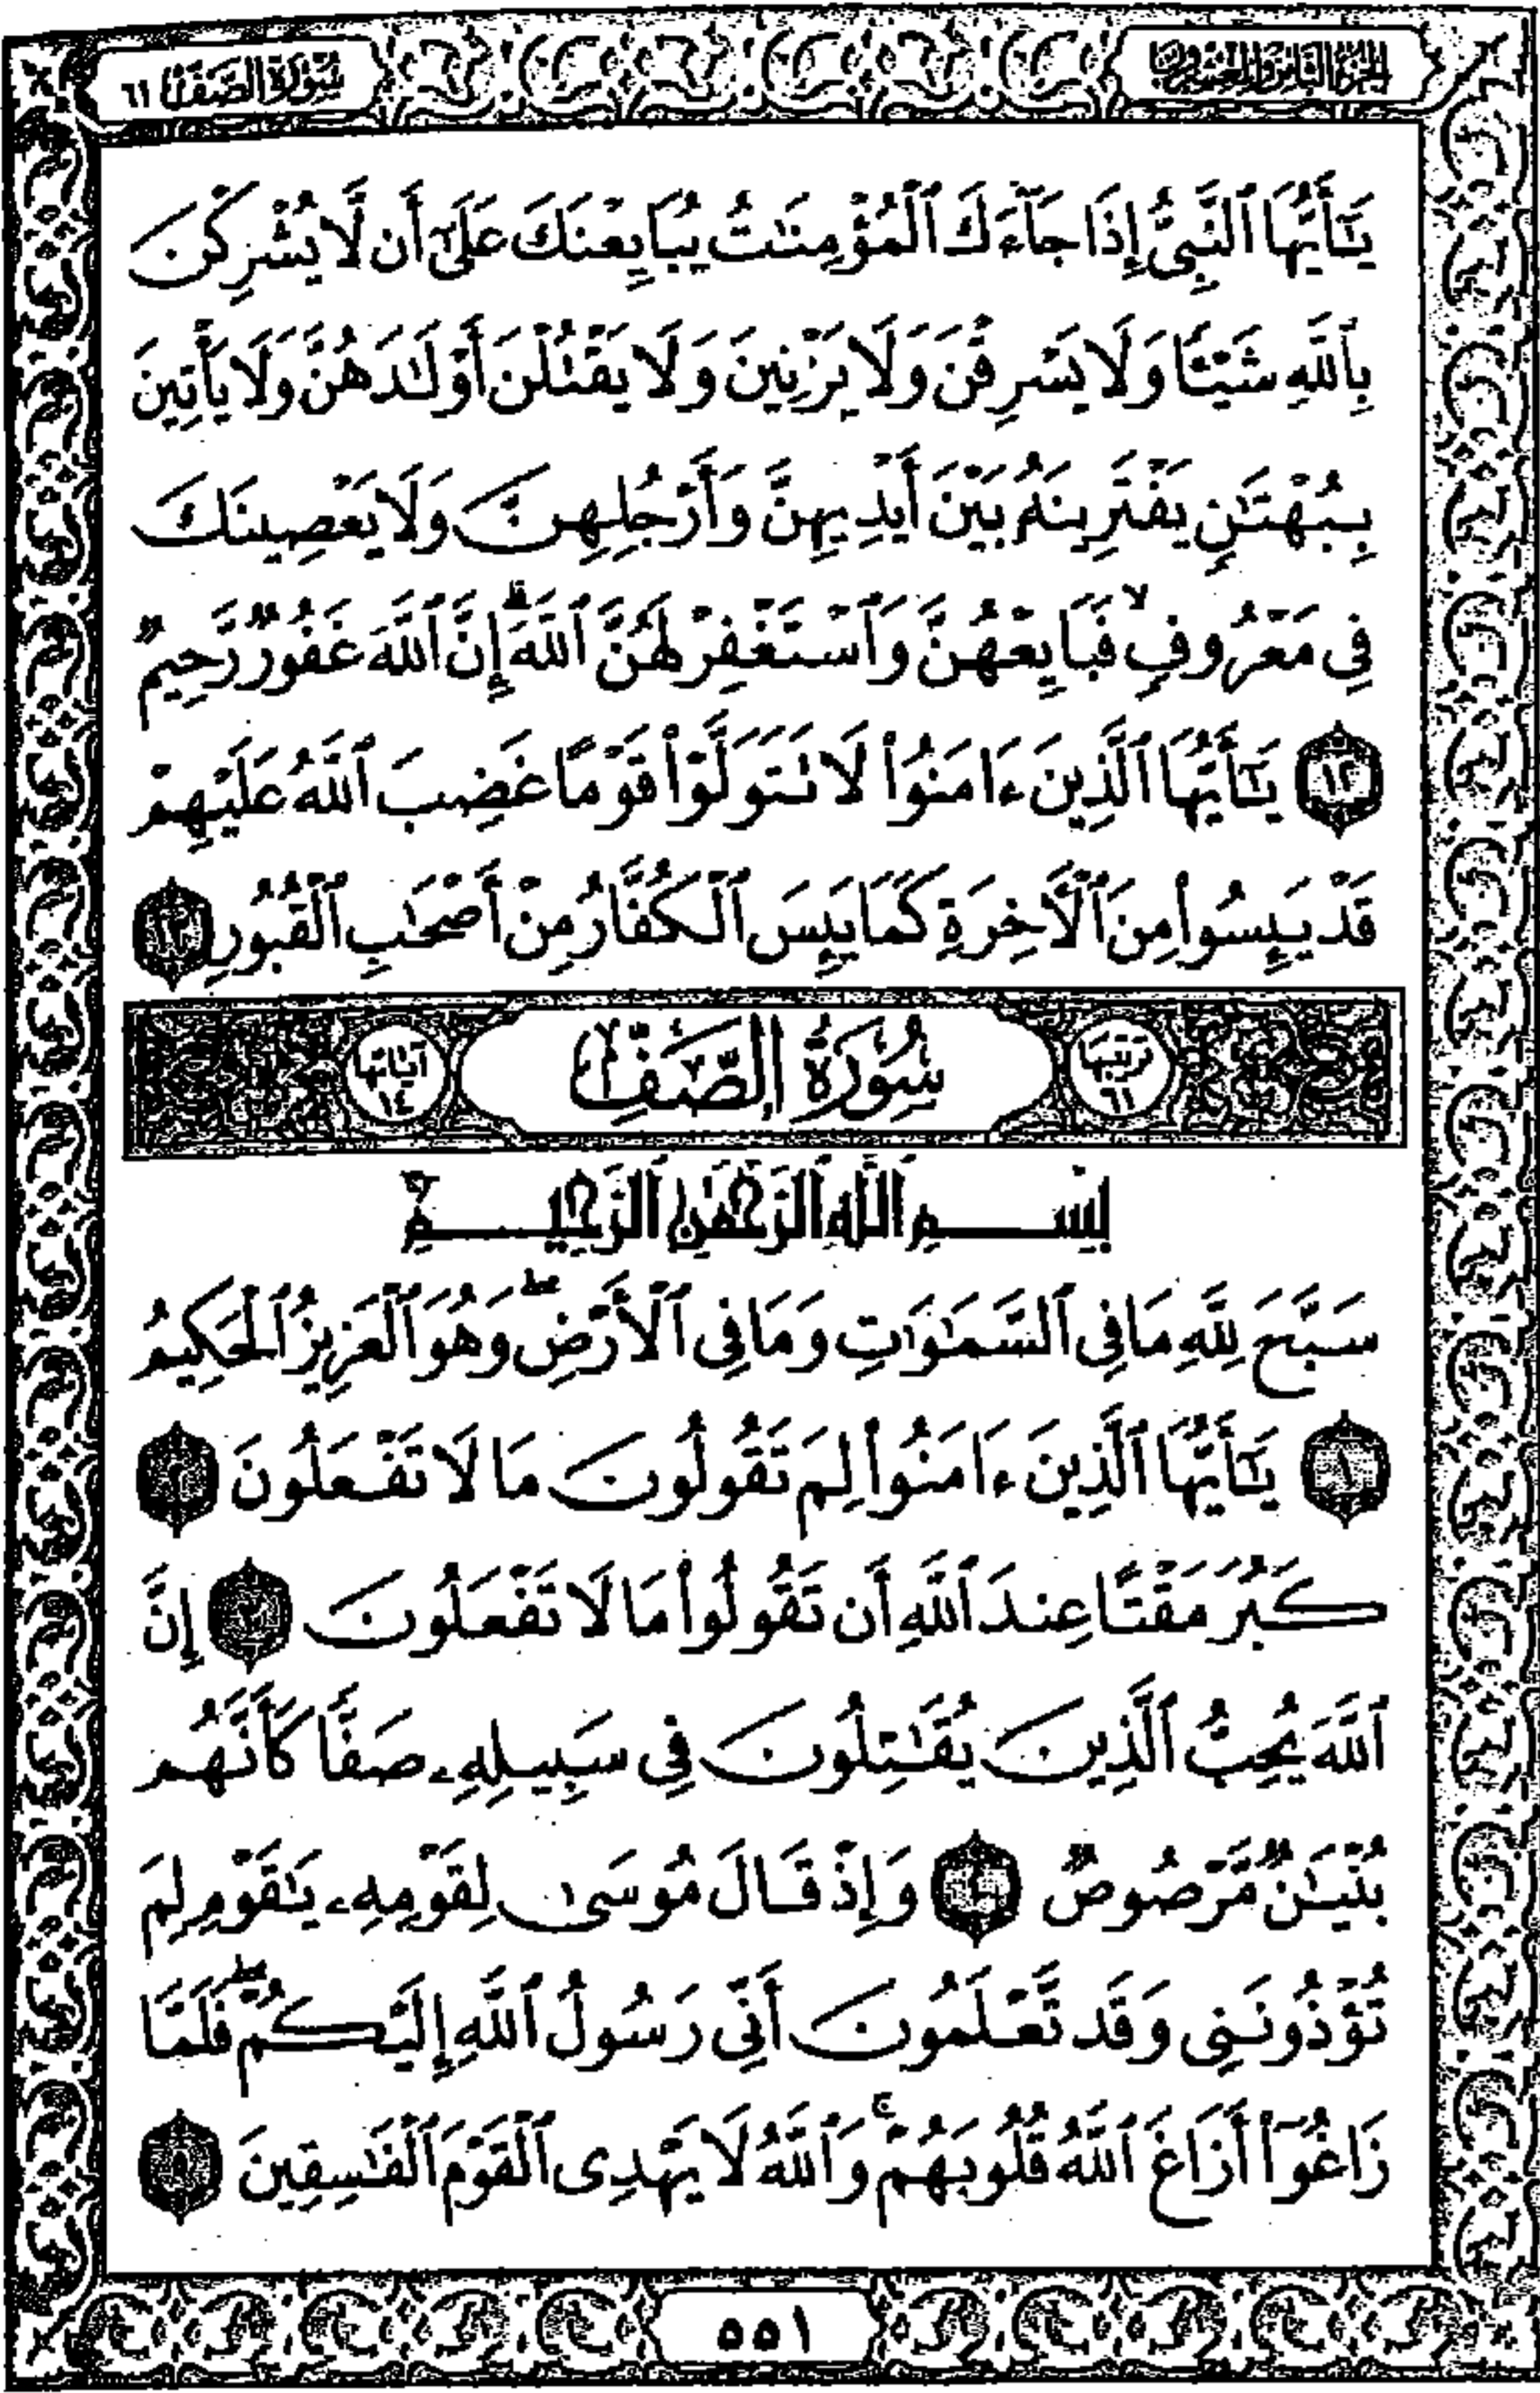 الجزء الثامن والعشرون
سورة الصف ٦١
يَٰٓأَيُّهَا ٱلنَّبِىُّ إِذَا جَآءَكَ ٱلْمُؤْمِنَٰتُ يُبَايِعْنَكَ عَلَىٰٓ أَن لَّا يُشْرِكْنَ
بِٱللَّهِ شَيْـًٔا وَلَا يَسْرِقْنَ وَلَا يَزْنِينَ وَلَا يَقْتُلْنَ أَوْلَٰدَهُنَّ وَلَا يَأْتِينَ
بِبُهْتَٰنٍ يَفْتَرِينَهُۥ بَيْنَ أَيْدِيهِنَّ وَأَرْجُلِهِنَّ وَلَا يَعْصِينَكَ
فِى مَعْرُوفٍ ۙ فَبَايِعْهُنَّ وَٱسْتَغْفِرْ لَهُنَّ ٱللَّهَ ۖ إِنَّ ٱللَّهَ غَفُورٌ رَّحِيمٌ
١٢ يَٰٓأَيُّهَا ٱلَّذِينَ ءَامَنُوا۟ لَا تَتَوَلَّوْا۟ قَوْمًا غَضِبَ ٱللَّهُ عَلَيْهِمْ
قَدْ يَئِسُوا۟ مِنَ ٱلْءَاخِرَةِ كَمَا يَئِسَ ٱلْكُفَّارُ مِنْ أَصْحَٰبِ ٱلْقُبُورِ ١٣
ترتيبها ٦١ سُورَةُ الصَّفِّ آياتها ١٤
بِسْمِ ٱللَّهِ ٱلرَّحْمَٰنِ ٱلرَّحِيمِ
سَبَّحَ لِلَّهِ مَا فِى ٱلسَّمَٰوَٰتِ وَمَا فِى ٱلْأَرْضِ ۖ وَهُوَ ٱلْعَزِيزُ ٱلْحَكِيمُ
١ يَٰٓأَيُّهَا ٱلَّذِينَ ءَامَنُوا۟ لِمَ تَقُولُونَ مَا لَا تَفْعَلُونَ ٢
كَبُرَ مَقْتًا عِندَ ٱللَّهِ أَن تَقُولُوا۟ مَا لَا تَفْعَلُونَ ٣ إِنَّ
ٱللَّهَ يُحِبُّ ٱلَّذِينَ يُقَٰتِلُونَ فِى سَبِيلِهِۦ صَفًّا كَأَنَّهُم
بُنْيَٰنٌ مَّرْصُوصٌ ٤ وَإِذْ قَالَ مُوسَىٰ لِقَوْمِهِۦ يَٰقَوْمِ لِمَ
تُؤْذُونَنِى وَقَد تَّعْلَمُونَ أَنِّى رَسُولُ ٱللَّهِ إِلَيْكُمْ ۖ فَلَمَّا
زَاغُوٓا۟ أَزَاغَ ٱللَّهُ قُلُوبَهُمْ ۚ وَٱللَّهُ لَا يَهْدِى ٱلْقَوْمَ ٱلْفَٰسِقِينَ ٥
٥٥١